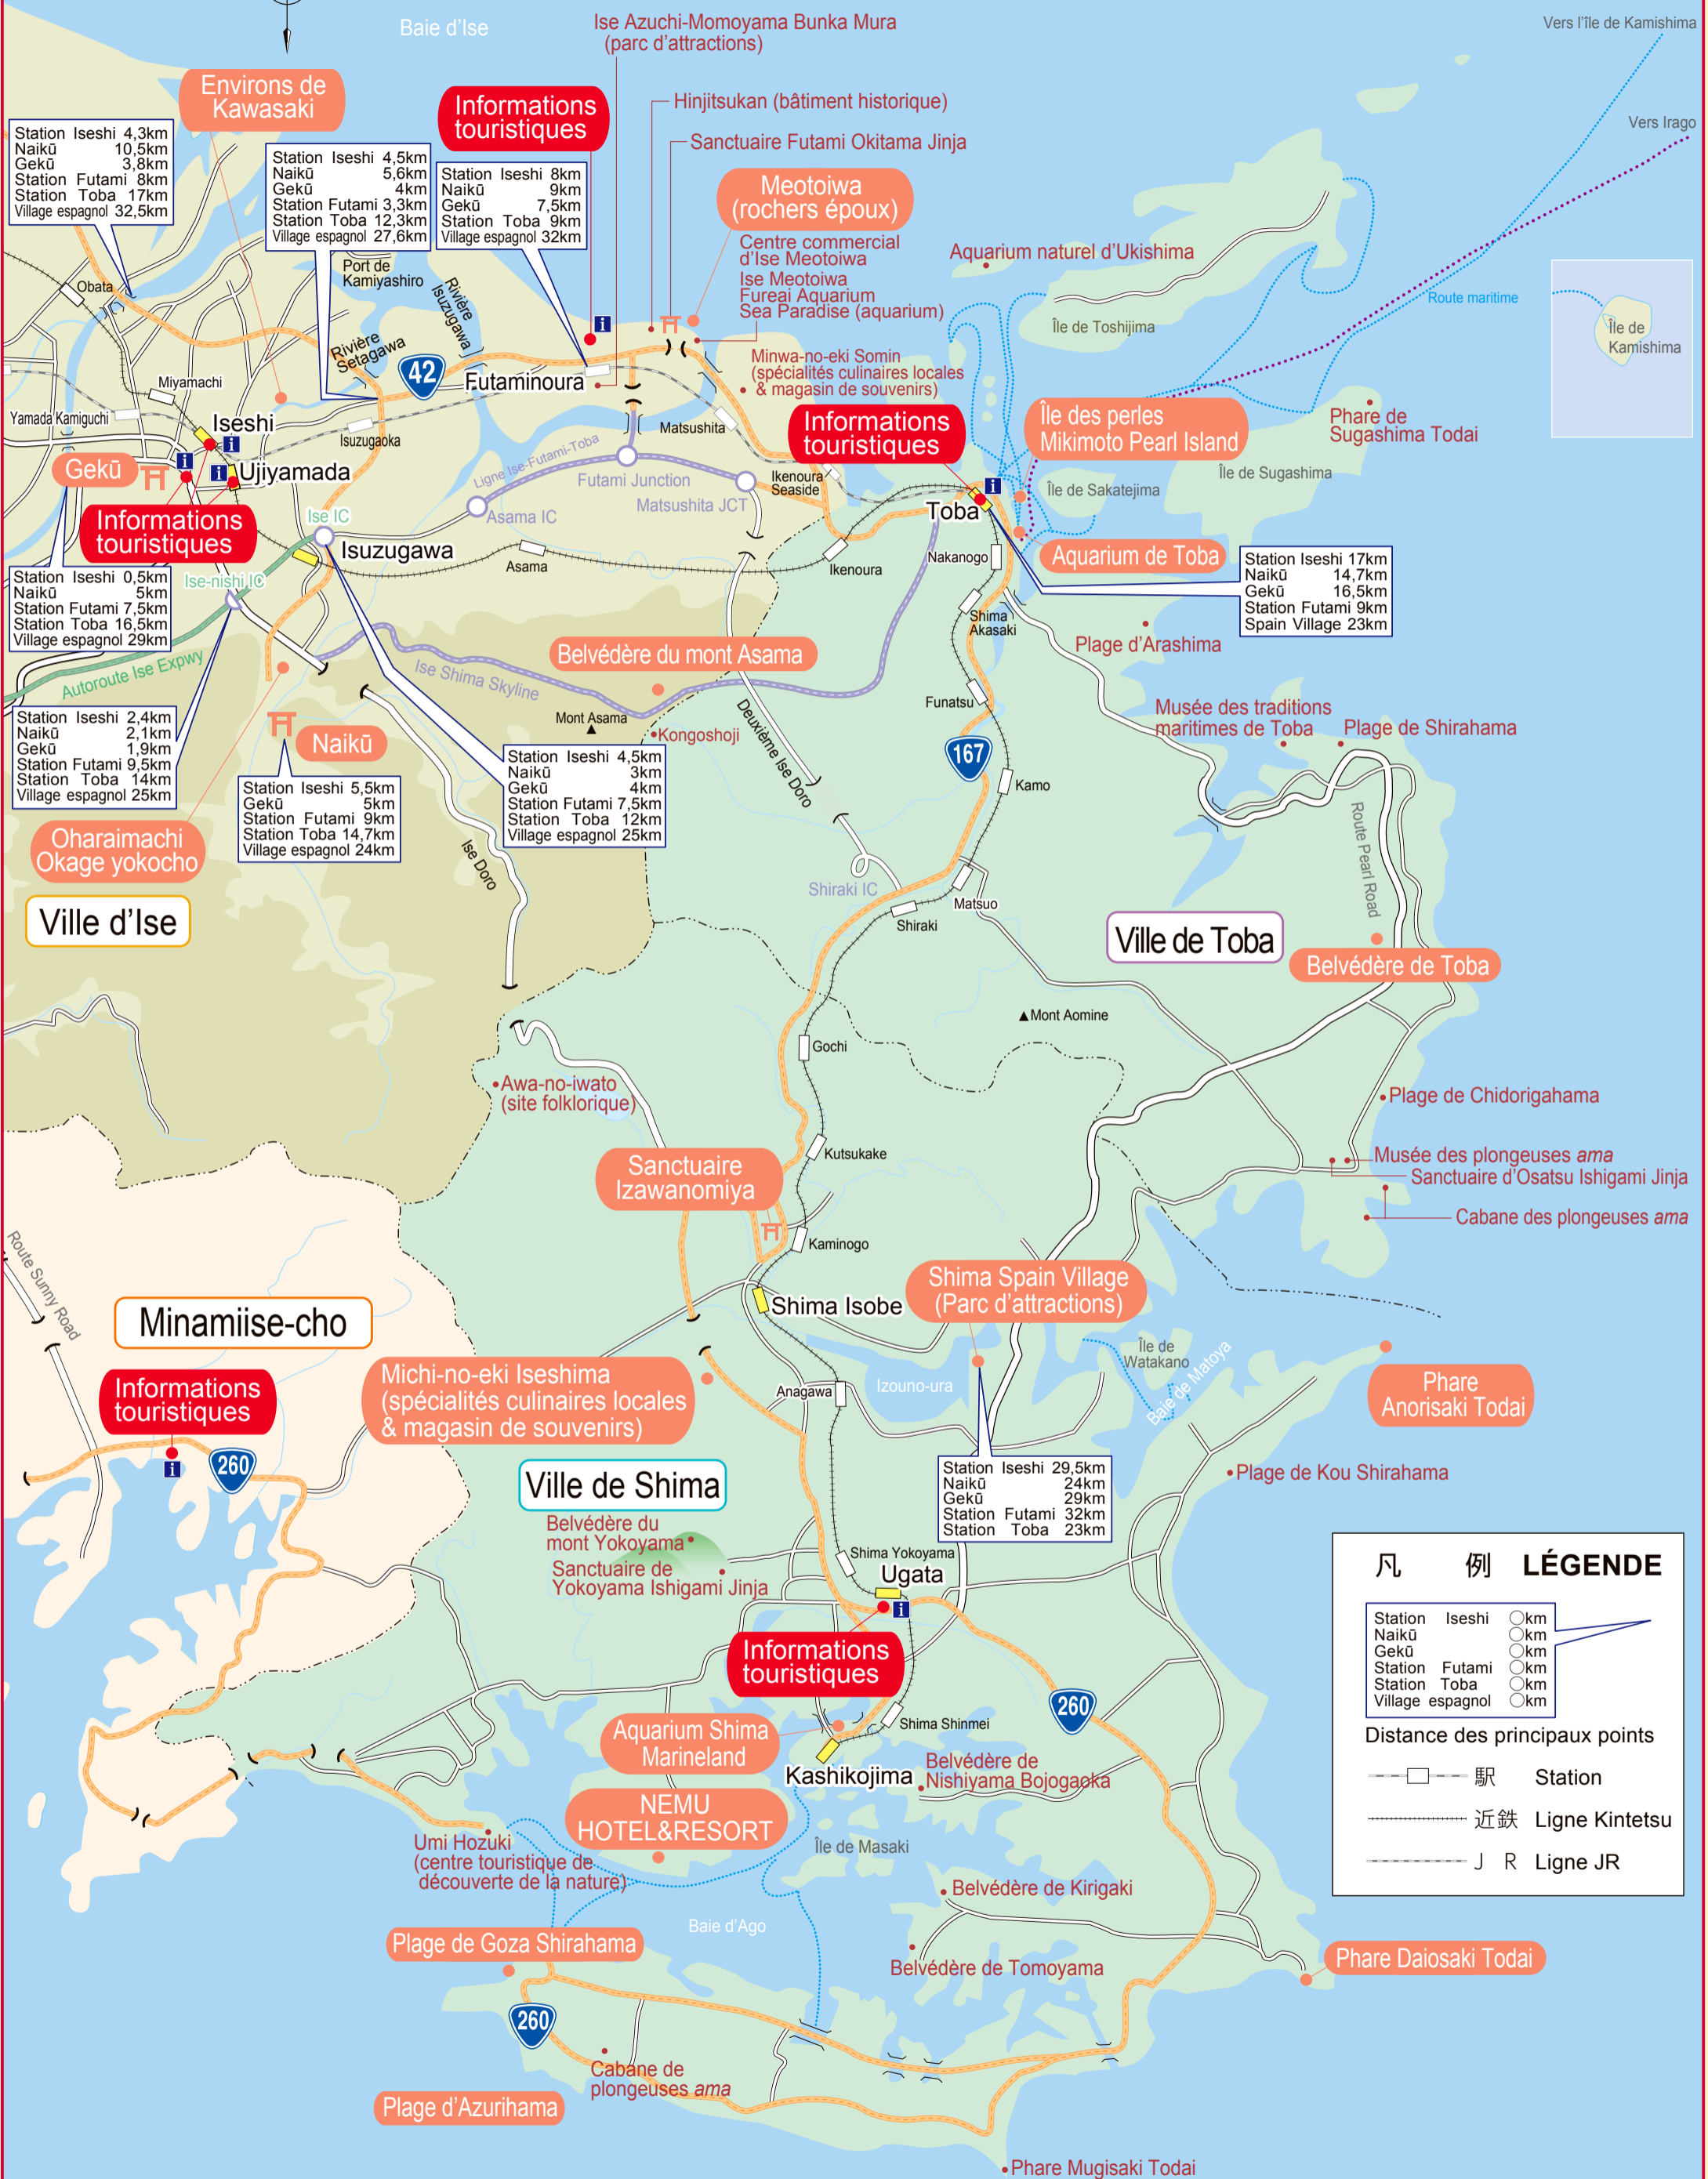 Baie d'Ise
Ise Azuchi-Momoyama Bunka Mura
(parc d'attractions)
Vers l'île de Kamishima
Environs de
Kawasaki
Informations
touristiques
Hinjitsukan (bâtiment historique)
Vers Irago
Sanctuaire Futami Okitama Jinja
Station Iseshi 4,3km
Naikū 10,5km
Gekū 3,8km
Station Futami 8km
Station Toba 17km
Village espagnol 32,5km
Station Iseshi 4,5km
Naikū 5,6km
Gekū 4km
Station Futami 3,3km
Station Toba 12,3km
Village espagnol 27,6km
Station Iseshi 8km
Naikū 9km
Gekū 7,5km
Station Toba 9km
Village espagnol 32km
Meotoiwa
(rochers époux)
Centre commercial
d'Ise Meotoiwa
Ise Meotoiwa
Fureai Aquarium
Sea Paradise (aquarium)
Aquarium naturel d'Ukishima
Port de
Kamiyashiro
Rivière
Isuzugawa
Obata
Route maritime
Île de Toshijima
Île de
Kamishima
Rivière
Setagawa
42
Futaminoura
Minwa-no-eki Somin
(spécialités culinaires locales
& magasin de souvenirs)
Miyamachi
Yamada Kamiguchi
Iseshi
Isuzugaoka
Matsushita
Informations
touristiques
Île des perles
Mikimoto Pearl Island
Phare de
Sugashima Todai
Gekū
Ujiyamada
Ligne Ise-Futami-Toba
Futami Junction
Matsushita JCT
Ikenoura
Seaside
Île de Sugashima
Île de Sakatejima
Informations
touristiques
Ise IC
Asama IC
Toba
Isuzugawa
Asama
Ikenoura
Nakanogo
Aquarium de Toba
Station Iseshi 17km
Naikū 14,7km
Gekū 16,5km
Station Futami 9km
Spain Village 23km
Station Iseshi 0,5km
Naikū 5km
Station Futami 7,5km
Station Toba 16,5km
Village espagnol 29km
Ise-nishi IC
Shima
Akasaki
Plage d'Arashima
Autoroute Ise Expwy
Ise Shima Skyline
Belvédère du mont Asama
Funatsu
Mont Asama
Kongoshoji
Deuxième Ise Doro
Musée des traditions
maritimes de Toba
Plage de Shirahama
Station Iseshi 2,4km
Naikū 2,1km
Gekū 1,9km
Station Futami 9,5km
Station Toba 14km
Village espagnol 25km
Naikū
Station Iseshi 5,5km
Gekū 5km
Station Futami 9km
Station Toba 14,7km
Village espagnol 24km
Station Iseshi 4,5km
Naikū 3km
Gekū 4km
Station Futami 7,5km
Station Toba 12km
Village espagnol 25km
167
Kamo
Oharaimachi
Okage yokocho
Ise Doro
Route Pearl Road
Shiraki IC
Matsuo
Shiraki
Ville d'Ise
Ville de Toba
Belvédère de Toba
Mont Aomine
Gochi
Awa-no-iwato
(site folklorique)
Plage de Chidorigahama
Kutsukake
Sanctuaire
Izawanomiya
Musée des plongeuses ama
Sanctuaire d'Osatsu Ishigami Jinja
Cabane des plongeuses ama
Kaminogo
Route Sunny Road
Shima Spain Village
(Parc d'attractions)
Minamiise-cho
Shima Isobe
Île de
Watakano
Baie de Matoya
Informations
touristiques
Michi-no-eki Iseshima
(spécialités culinaires locales
& magasin de souvenirs)
Anagawa
Izouno-ura
Phare
Anorisaki Todai
260
Ville de Shima
Station Iseshi 29,5km
Naikū 24km
Gekū 29km
Station Futami 32km
Station Toba 23km
Plage de Kou Shirahama
Belvédère du
mont Yokoyama
Sanctuaire de
Yokoyama Ishigami Jinja
Shima Yokoyama
Ugata
凡 例 LÉGENDE
Station Iseshi ○km
Naikū ○km
Gekū ○km
Station Futami ○km
Station Toba ○km
Village espagnol ○km
Distance des principaux points
駅 Station
近鉄 Ligne Kintetsu
J R Ligne JR
Informations
touristiques
260
Aquarium Shima
Marineland
Shima Shinmei
Kashikojima
Belvédère de
Nishiyama Bojogaoka
NEMU
HOTEL&RESORT
Umi Hozuki
(centre touristique de
découverte de la nature)
Île de Masaki
Belvédère de Kirigaki
Baie d'Ago
Plage de Goza Shirahama
Belvédère de Tomoyama
Phare Daiosaki Todai
260
Cabane de
plongeuses ama
Plage d'Azurihama
Phare Mugisaki Todai